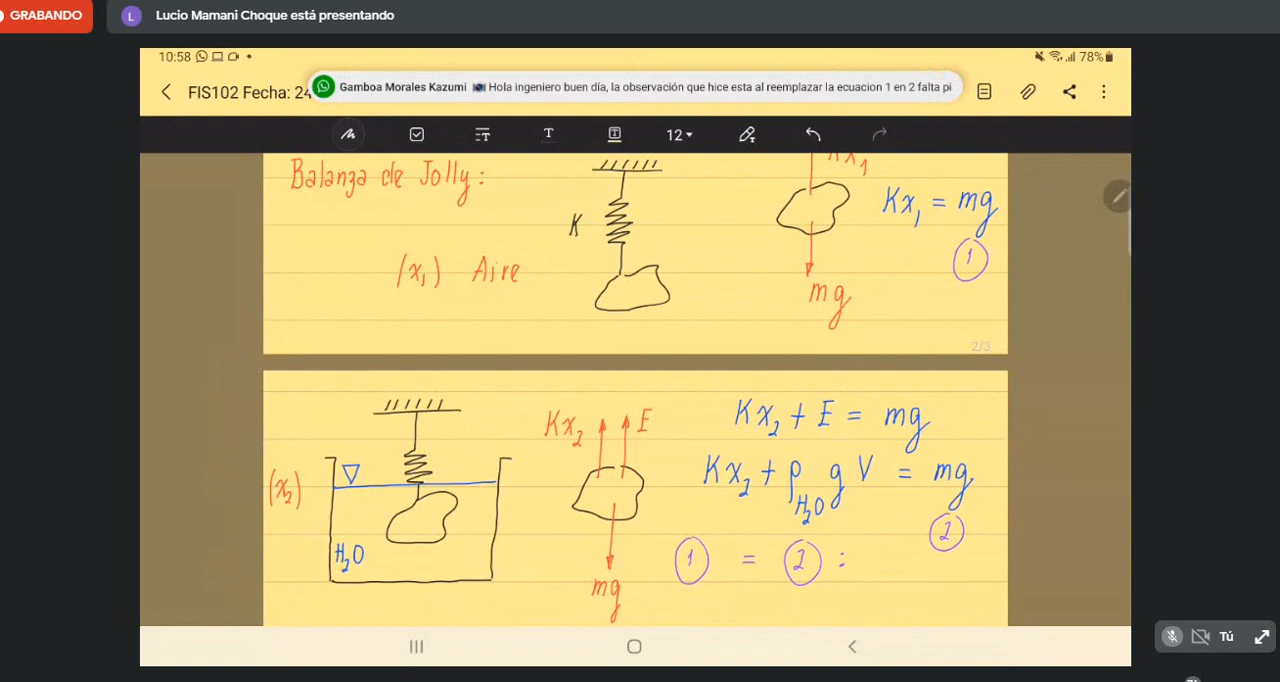 GRABANDO
L Lucio Mamani Choque está presentando
10:58
78%
FIS102 Fecha: 24
Gamboa Morales Kazumi Hola ingeniero buen día, la observación que hice esta al reemplazar la ecuacion 1 en 2 falta pi
T T 12
Balanza de Jolly:
Kx₁
K
Kx₁ = mg
①
(x₁) Aire
mg
2/3
Kx₂ E
Kx₂ + E = mg
(x₂)
Kx₂ + ρ_H₂O g V = mg
②
H₂O
① = ② :
mg
Tú